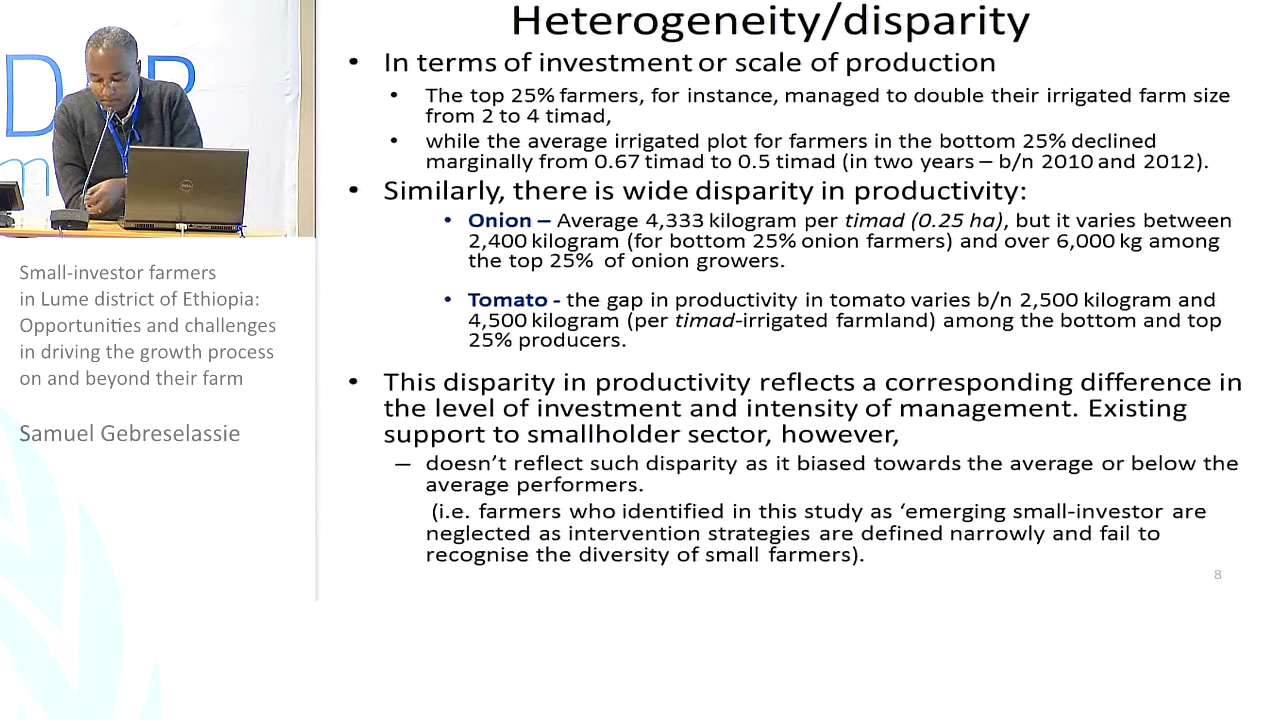 Heterogeneity/disparity
• In terms of investment or scale of production
• The top 25% farmers, for instance, managed to double their irrigated farm size
from 2 to 4 timad,
• while the average irrigated plot for farmers in the bottom 25% declined
marginally from 0.67 timad to 0.5 timad (in two years – b/n 2010 and 2012).
• Similarly, there is wide disparity in productivity:
• Onion – Average 4,333 kilogram per timad (0.25 ha), but it varies between
2,400 kilogram (for bottom 25% onion farmers) and over 6,000 kg among
the top 25% of onion growers.
• Tomato - the gap in productivity in tomato varies b/n 2,500 kilogram and
4,500 kilogram (per timad-irrigated farmland) among the bottom and top
25% producers.
• This disparity in productivity reflects a corresponding difference in
the level of investment and intensity of management. Existing
support to smallholder sector, however,
– doesn't reflect such disparity as it biased towards the average or below the
average performers.
(i.e. farmers who identified in this study as ‘emerging small-investor are
neglected as intervention strategies are defined narrowly and fail to
recognise the diversity of small farmers).
8
Small-investor farmers
in Lume district of Ethiopia:
Opportunities and challenges
in driving the growth process
on and beyond their farm
Samuel Gebreselassie
DELL